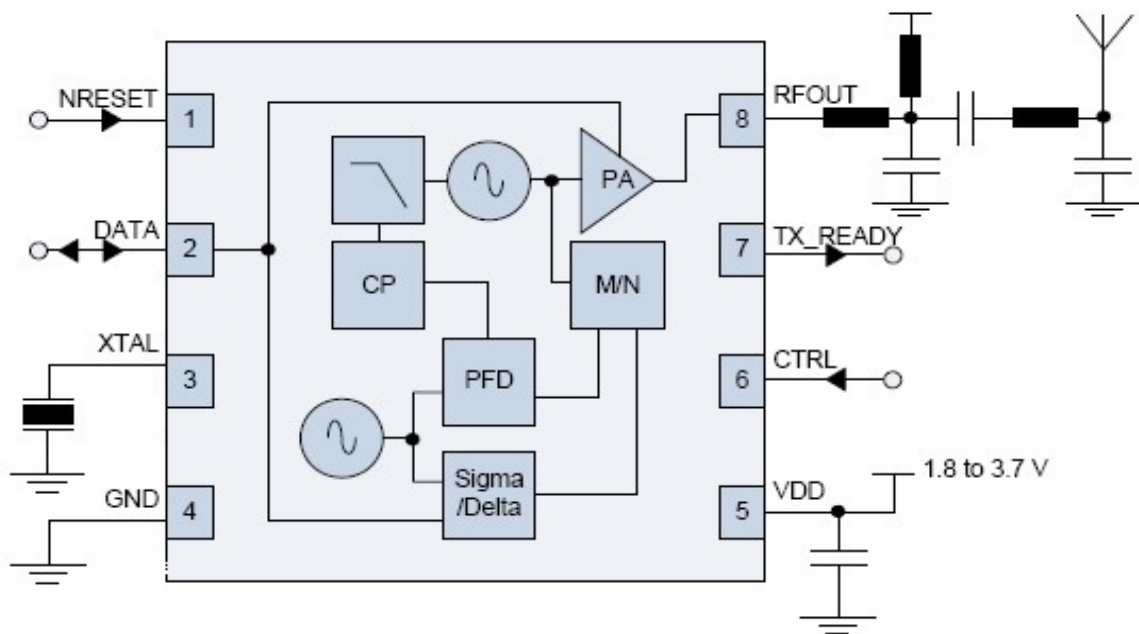 NRESET
1
DATA
2
XTAL
3
GND
4
PA
CP
M/N
PFD
Sigma
/Delta
8
RFOUT
7
TX_READY
6
CTRL
5
VDD
1.8 to 3.7 V